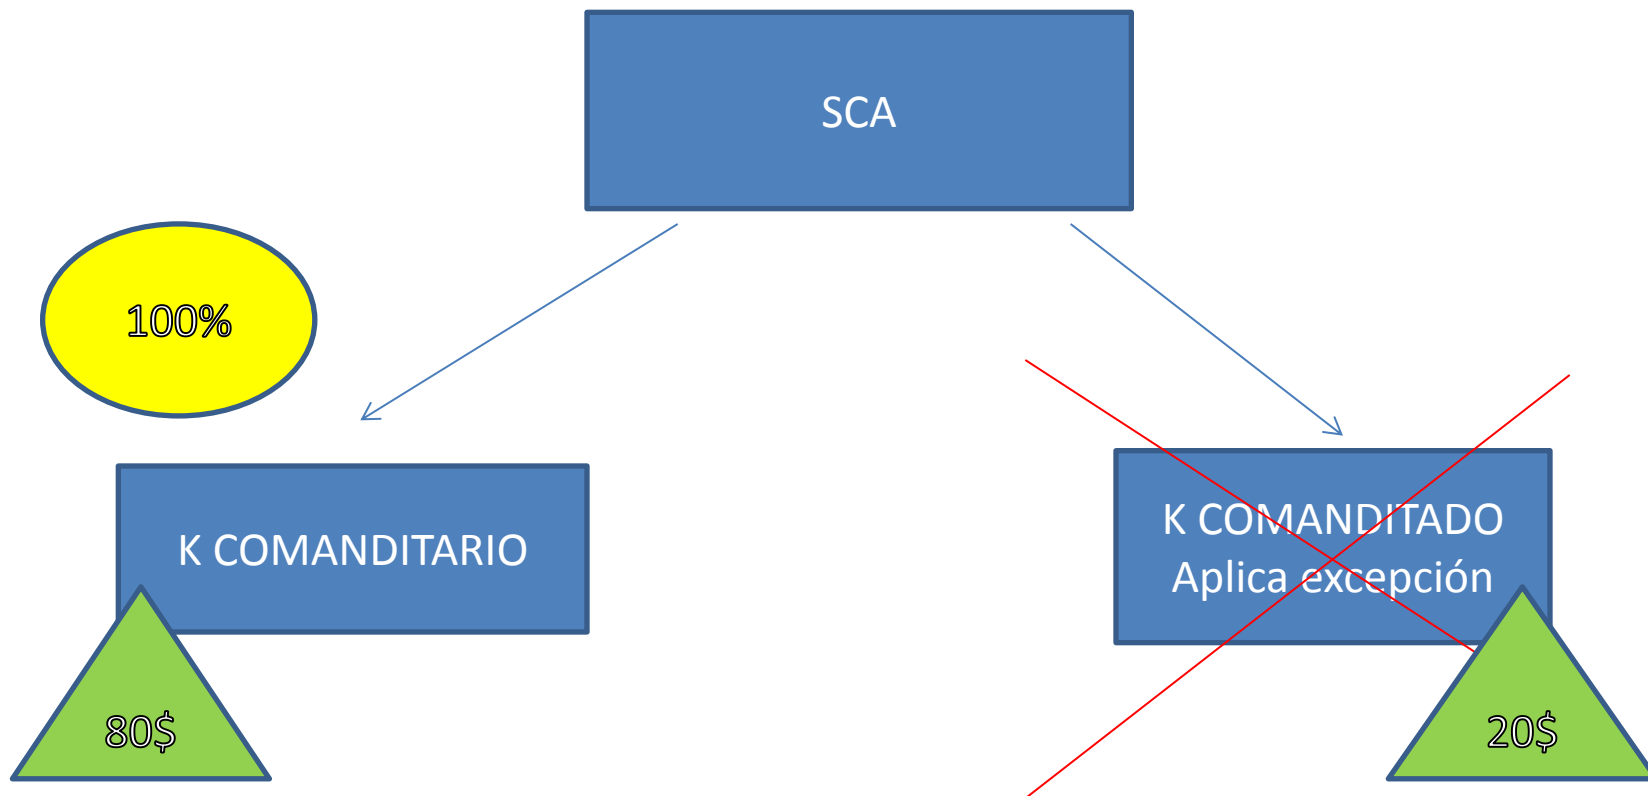 SCA
100%
K COMANDITARIO
K COMANDITADO
Aplica excepción
80$
20$